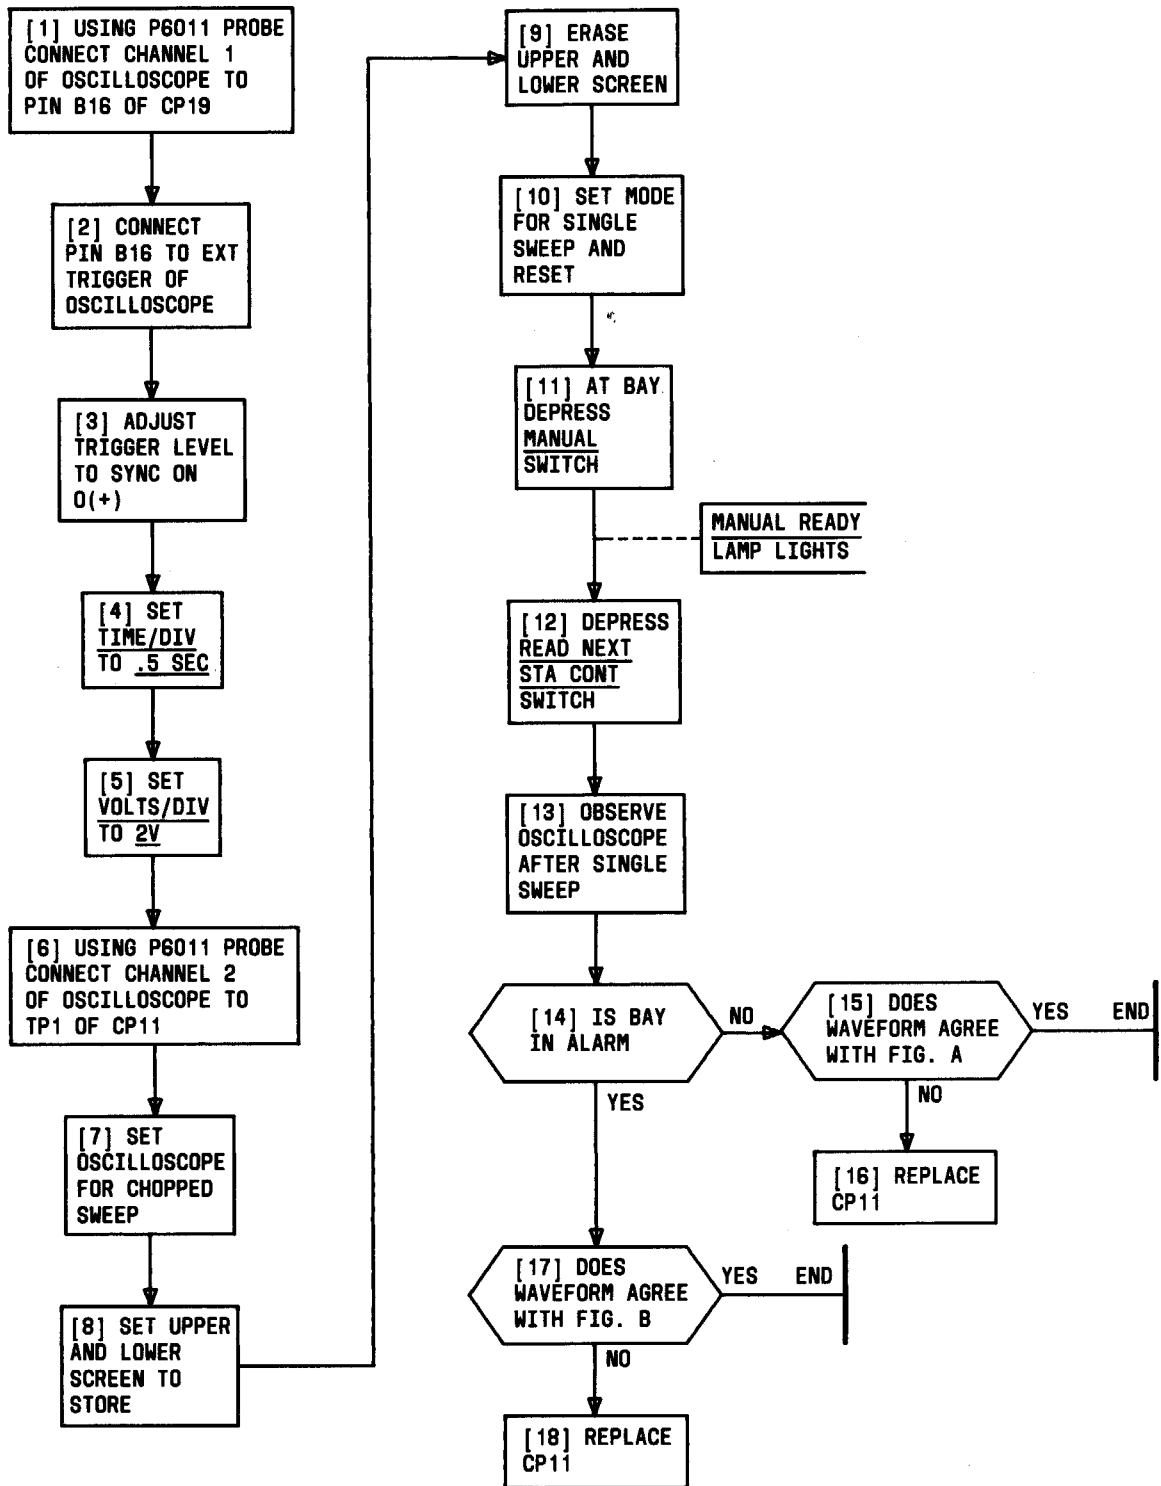 [1] USING P6011 PROBE
CONNECT CHANNEL 1
OF OSCILLOSCOPE TO
PIN B16 OF CP19
[2] CONNECT
PIN B16 TO EXT
TRIGGER OF
OSCILLOSCOPE
[3] ADJUST
TRIGGER LEVEL
TO SYNC ON
0(+)
[4] SET
TIME/DIV
TO .5 SEC
[5] SET
VOLTS/DIV
TO 2V
[6] USING P6011 PROBE
CONNECT CHANNEL 2
OF OSCILLOSCOPE TO
TP1 OF CP11
[7] SET
OSCILLOSCOPE
FOR CHOPPED
SWEEP
[8] SET UPPER
AND LOWER
SCREEN TO
STORE
[9] ERASE
UPPER AND
LOWER SCREEN
[10] SET MODE
FOR SINGLE
SWEEP AND
RESET
[11] AT BAY
DEPRESS
MANUAL
SWITCH
MANUAL READY
LAMP LIGHTS
[12] DEPRESS
READ NEXT
STA CONT
SWITCH
[13] OBSERVE
OSCILLOSCOPE
AFTER SINGLE
SWEEP
[14] IS BAY
IN ALARM
NO
YES
[15] DOES
WAVEFORM AGREE
WITH FIG. A
YES END
NO
[16] REPLACE
CP11
[17] DOES
WAVEFORM AGREE
WITH FIG. B
YES END
NO
[18] REPLACE
CP11